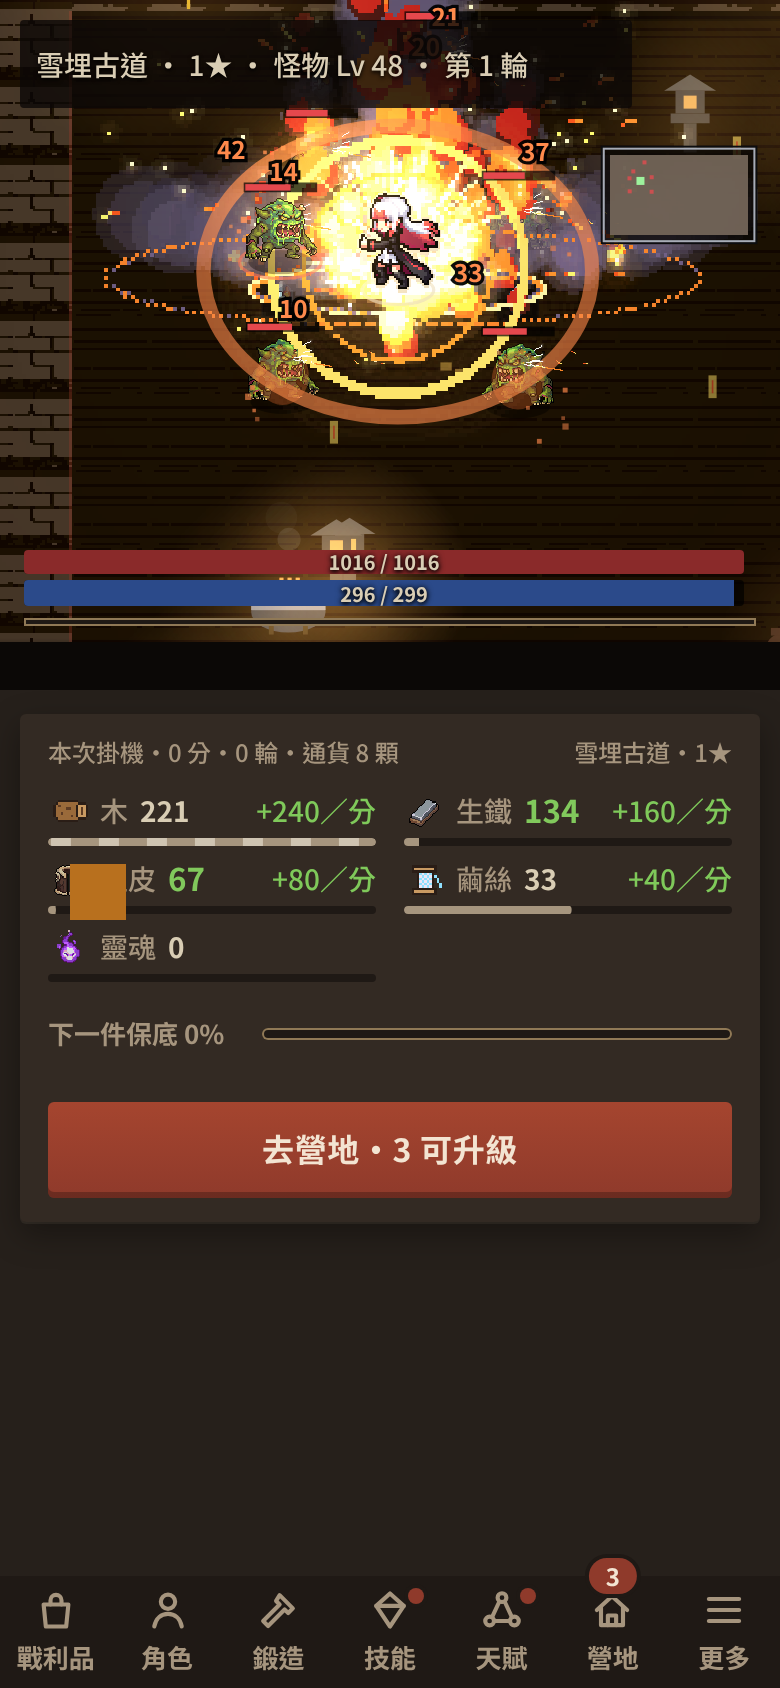 21
20
雪埋古道 • 1★ • 怪物 Lv 48 • 第 1 輪
42
14
37
33
10
1016 / 1016
296 / 299
本次掛機・0 分・0 輪・通貨 8 顆
雪埋古道・1★
木 221 +240／分
生鐵 134 +160／分
皮 67 +80／分
繭絲 33 +40／分
靈魂 0
下一件保底 0%
去營地・3 可升級
3
戰利品
角色
鍛造
技能
天賦
營地
更多